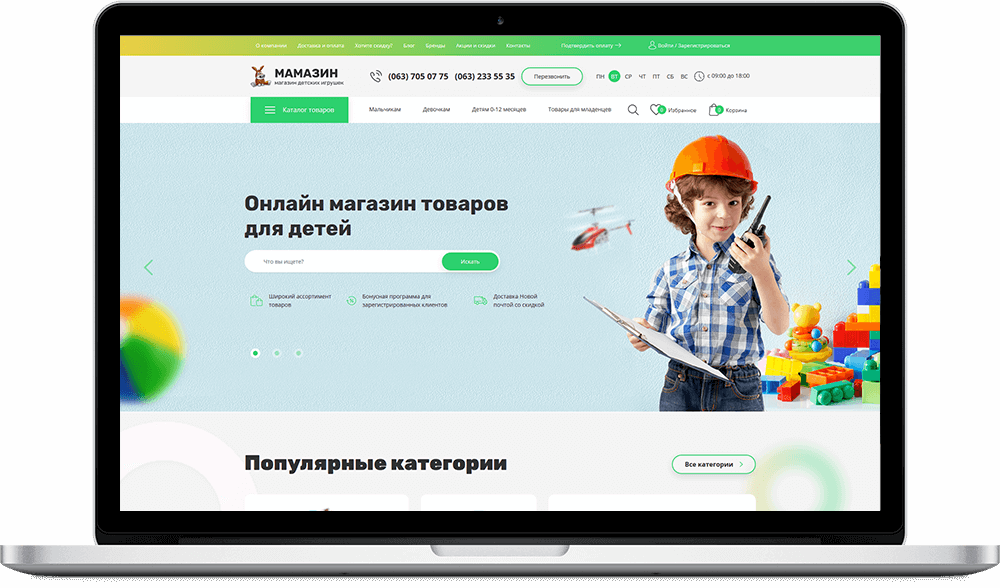 О компании Доставка и оплата Хотите скидку? Блог Бренды Акции и скидки Контакты Подтвердить оплату → Войти / Зарегистрироваться
МАМАЗИН
магазин детских игрушек
(063) 705 07 75 (063) 233 55 35 Перезвонить ПН ВТ СР ЧТ ПТ СБ ВС с 09:00 до 18:00
Каталог товаров Мальчикам Девочкам Детям 0-12 месяцев Товары для младенцев 0 Избранное 0 Корзина
Онлайн магазин товаров
для детей
Что вы ищете? Искать
Широкий ассортимент
товаров
Бонусная программа для
зарегистрированных клиентов
Доставка Новой
почтой со скидкой
Популярные категории
Все категории